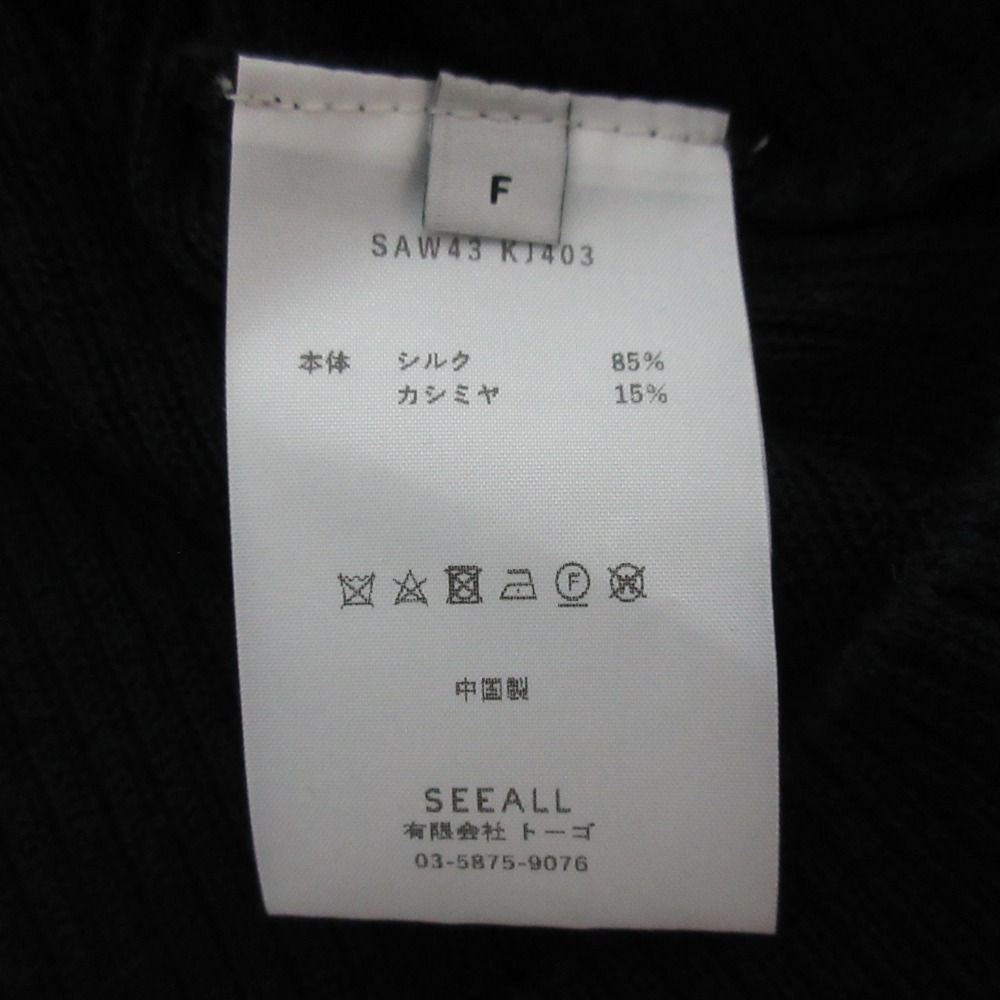 F
SAW43 KJ403
本体 シルク 85%
カシミヤ 15%
F W
中国製
SEEALL
有限会社 トーゴ
03-5875-9076